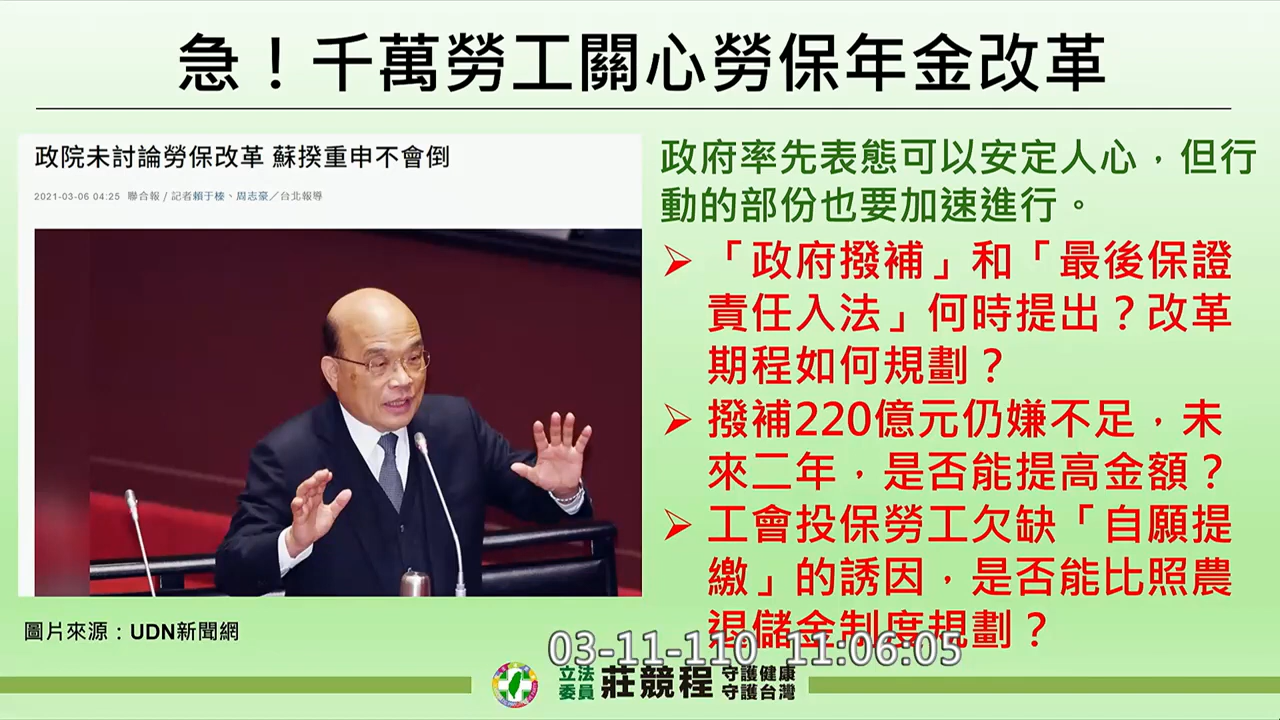 急！千萬勞工關心勞保年金改革
政院未討論勞保改革 蘇揆重申不會倒
2021-03-06 04:25 聯合報 / 記者賴于榛、周志豪／台北報導
圖片來源：UDN新聞網
政府率先表態可以安定人心，但行
動的部份也要加速進行。
➢「政府撥補」和「最後保證
責任入法」何時提出？改革
期程如何規劃？
➢撥補220億元仍嫌不足，未
來二年，是否能提高金額？
➢工會投保勞工欠缺「自願提
繳」的誘因，是否能比照農
退儲金制度規劃？
03-11-110 11:06:05
立法
委員
莊競程
守護健康
守護台灣